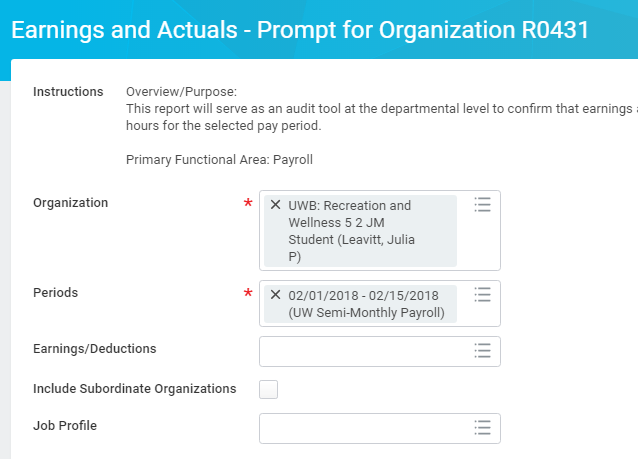 Earnings and Actuals - Prompt for Organization R0431
Instructions
Overview/Purpose:
This report will serve as an audit tool at the departmental level to confirm that earnings
hours for the selected pay period.
Primary Functional Area: Payroll
Organization * × UWB: Recreation and
Wellness 5 2 JM
Student (Leavitt, Julia
P)
Periods * × 02/01/2018 - 02/15/2018
(UW Semi-Monthly Payroll)
Earnings/Deductions
Include Subordinate Organizations
Job Profile